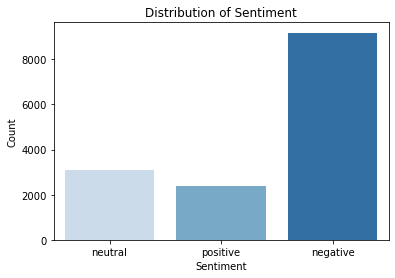 Distribution of Sentiment
Count
8000
6000
4000
2000
0
neutral positive negative
Sentiment